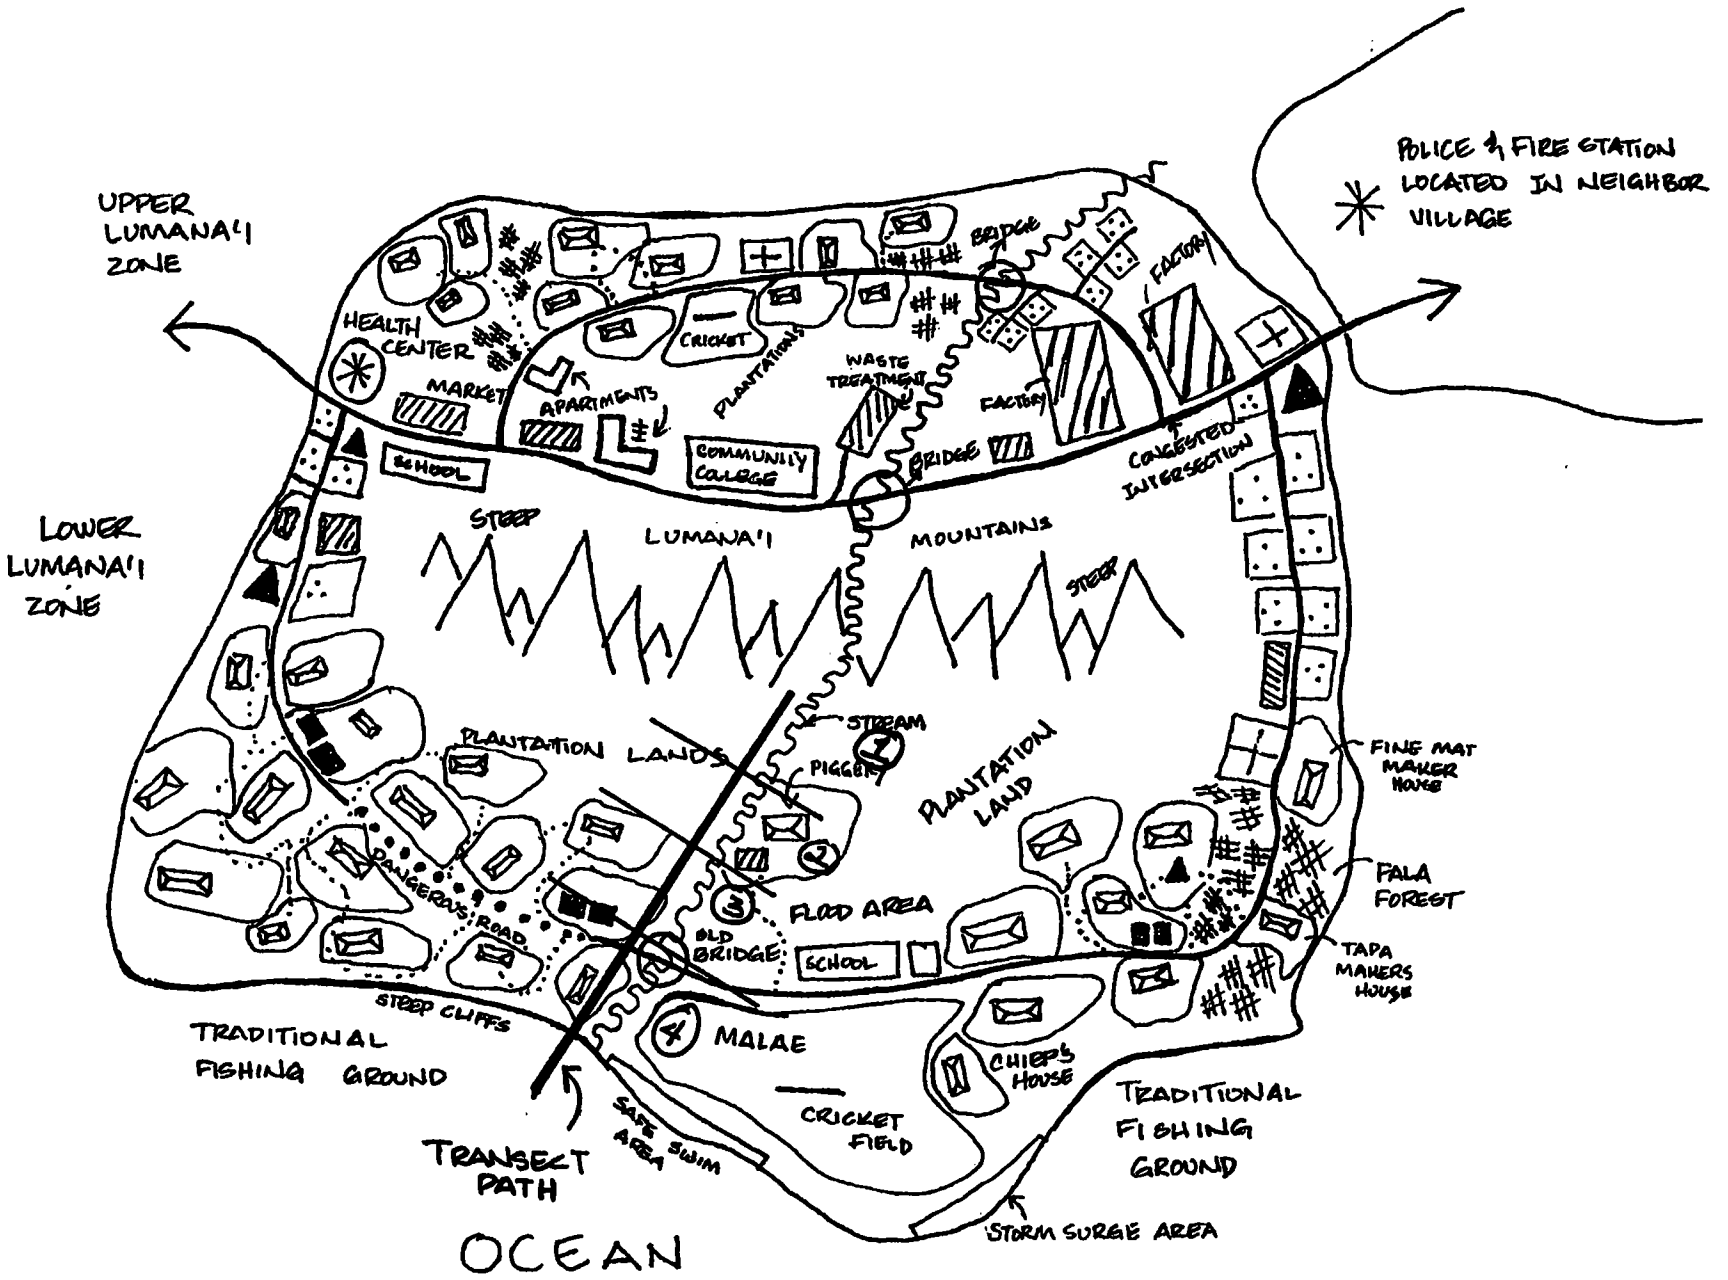 POLICE & FIRE STATION
LOCATED IN NEIGHBOR
VILLAGE
UPPER
LUMANA'I
ZONE
BRIDGE
FACTORY
HEALTH
CENTER
CRICKET
PLANTATIONS
WASTE
TREATMENT
MARKET
APARTMENTS
FACTORY
SCHOOL
COMMUNITY
COLLEGE
BRIDGE
CONGESTED
INTERSECTION
LOWER
LUMANA'I
ZONE
STEEP
LUMANA'I
MOUNTAINS
STEEP
STREAM
1
PLANTATION LANDS
PIGGERY
PLANTATION
LAND
FINE MAT
MAKER
HOUSE
2
DANGEROUS ROAD
3
FLOOD AREA
FALA
FOREST
OLD
BRIDGE
SCHOOL
TAPA
MAKERS
HOUSE
STEEP CLIFFS
TRADITIONAL
FISHING GROUND
4
MALAE
CHIEF'S
HOUSE
CRICKET
FIELD
SAFE SWIM
AREA
TRADITIONAL
FISHING
GROUND
TRANSECT
PATH
STORM SURGE AREA
OCEAN